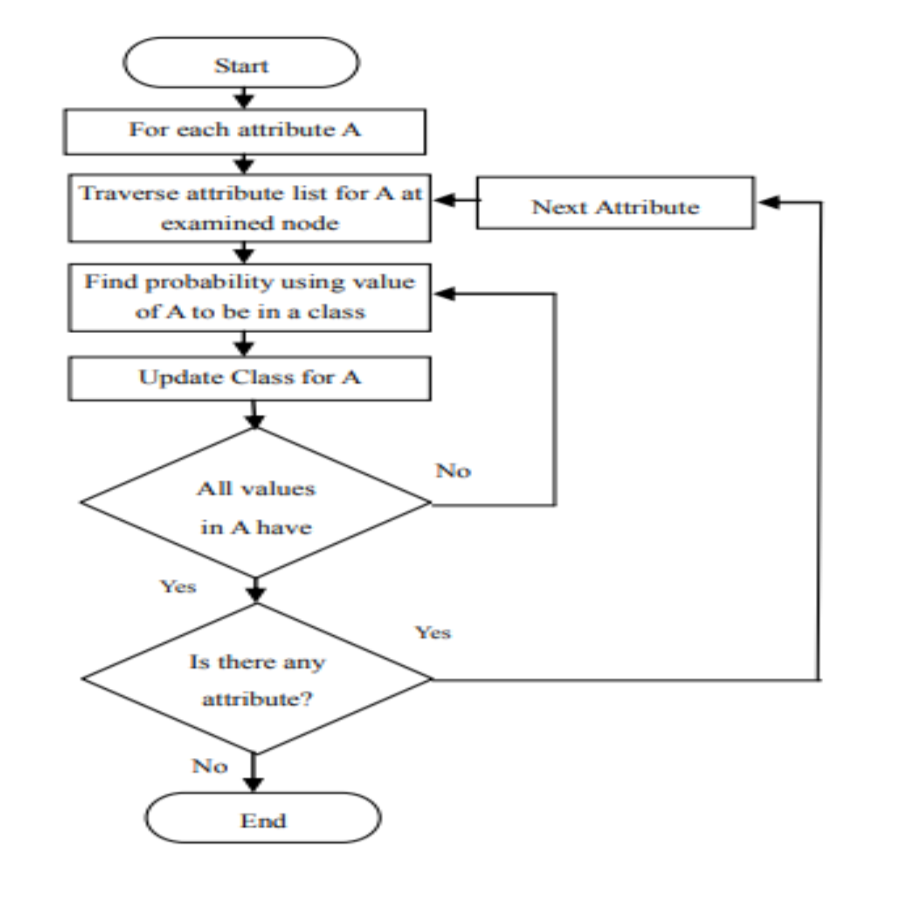 Start
For each attribute A
Traverse attribute list for A at
examined node
Next Attribute
Find probability using value
of A to be in a class
Update Class for A
No
All values
in A have
Yes
Yes
Is there any
attribute?
No
End